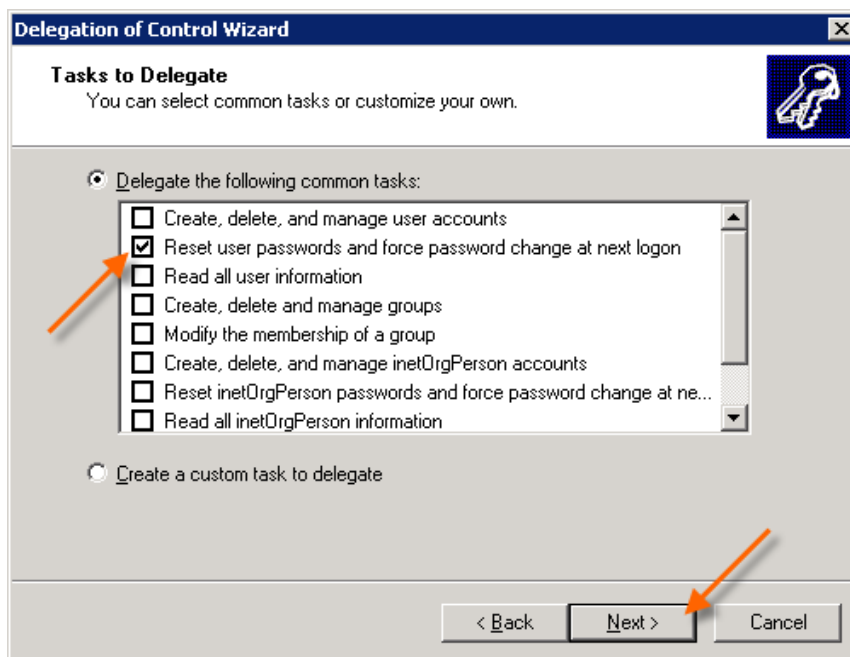 Delegation of Control Wizard
Tasks to Delegate
You can select common tasks or customize your own.
Delegate the following common tasks:
Create, delete, and manage user accounts
Reset user passwords and force password change at next logon
Read all user information
Create, delete and manage groups
Modify the membership of a group
Create, delete, and manage inetOrgPerson accounts
Reset inetOrgPerson passwords and force password change at ne...
Read all inetOrgPerson information
Create a custom task to delegate
< Back Next > Cancel